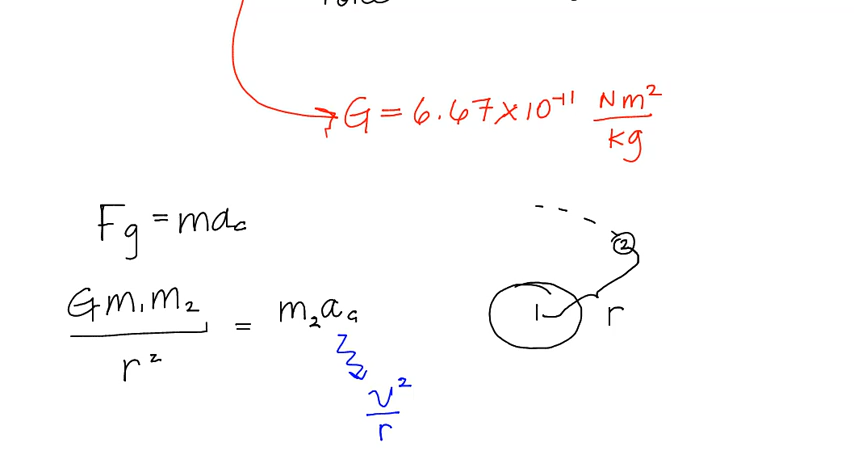 G = 6.67 x 10⁻¹¹ Nm²/kg
Fg = mac
Gm₁m₂/r² = m₂ac
v²/r
2
1
r